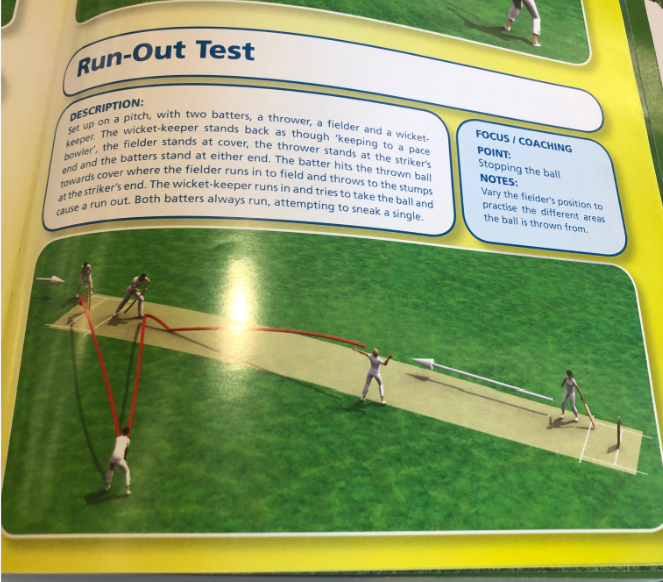 Run-Out Test
DESCRIPTION:
Set up on a pitch, with two batters, a thrower, a fielder and a wicket-
keeper. The wicket-keeper stands back as though 'keeping to a pace
bowler', the fielder stands at cover, the thrower stands at the striker's
end and the batters stand at either end. The batter hits the thrown ball
towards cover where the fielder runs in to field and throws to the stumps
at the striker's end. The wicket-keeper runs in and tries to take the ball and
cause a run out. Both batters always run, attempting to sneak a single.
FOCUS / COACHING
POINT:
Stopping the ball
NOTES:
Vary the fielder's position to
practise the different areas
the ball is thrown from.